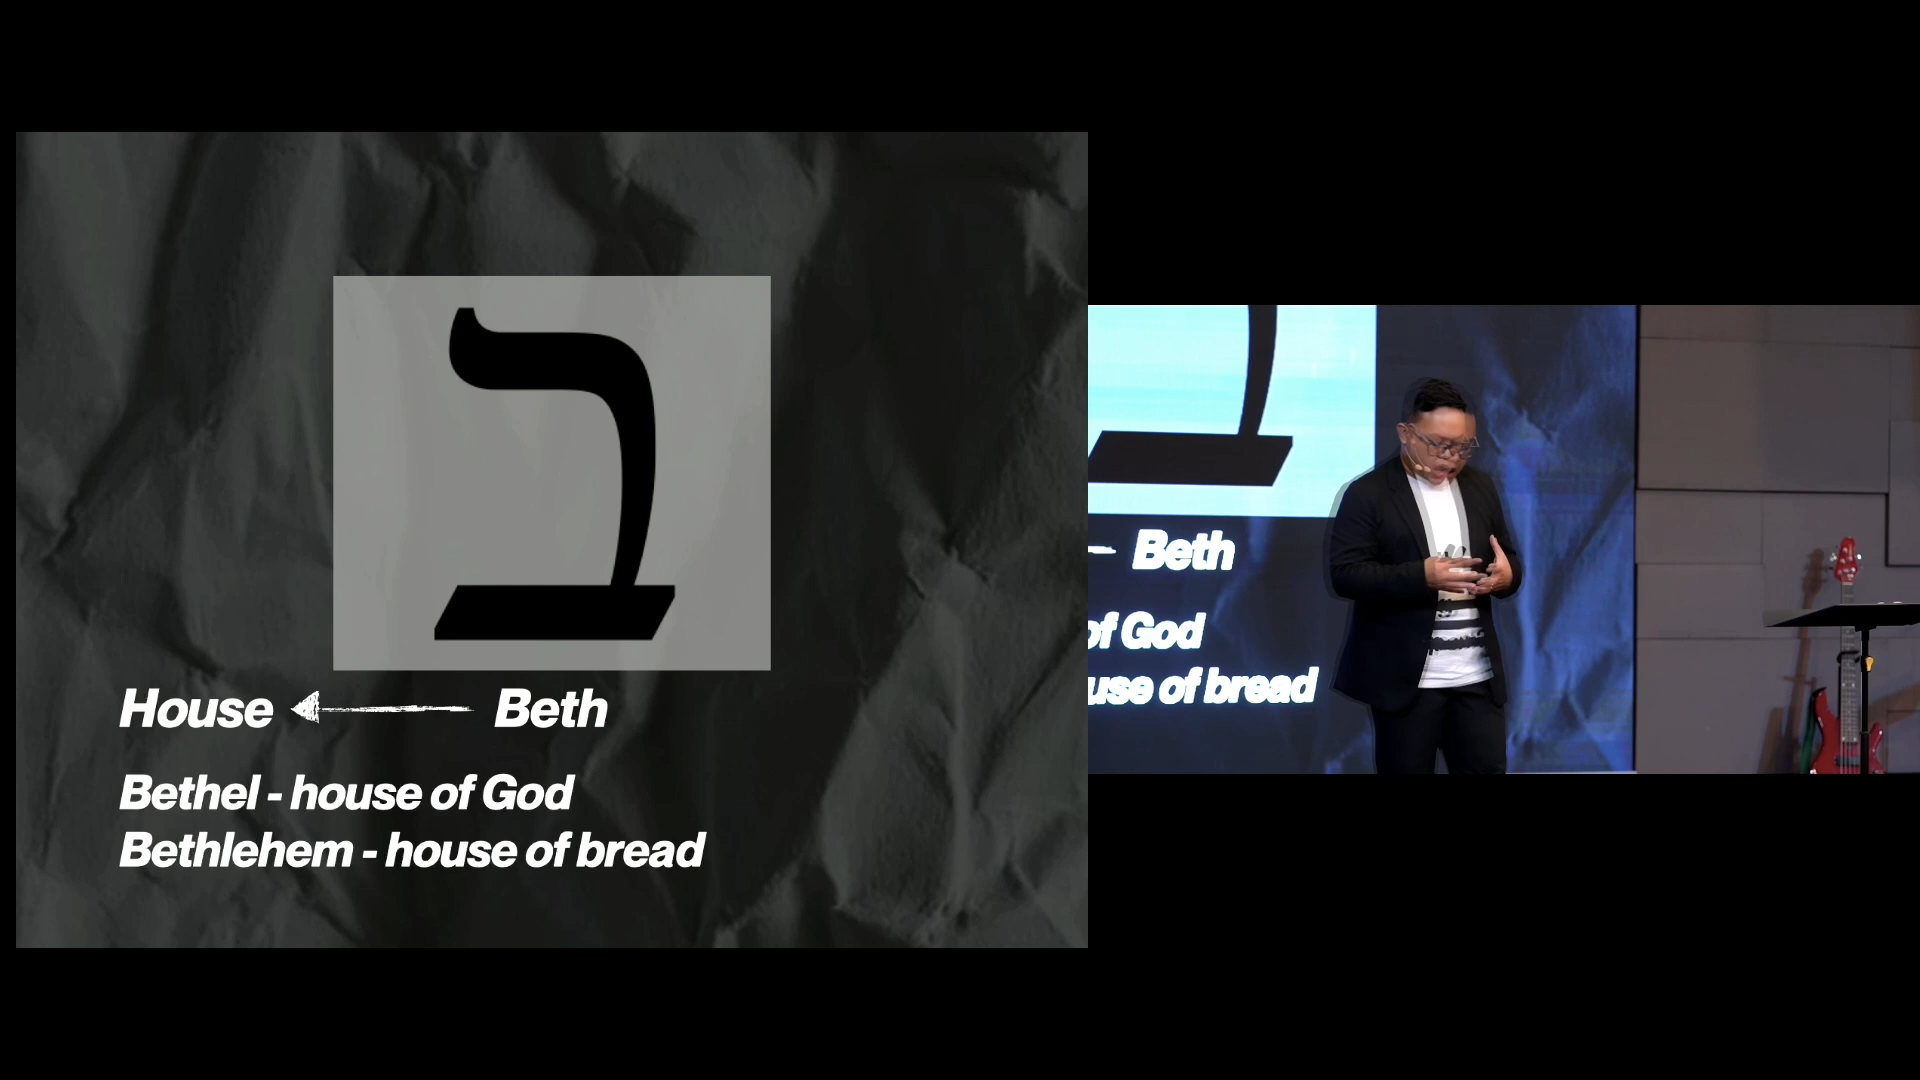 ב
House Beth
Bethel - house of God
Bethlehem - house of bread
Beth
of God
use of bread